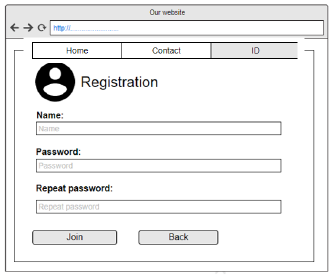 Our website
http://........................
Home Contact ID
Registration
Name:
Name
Password:
Password
Repeat password:
Repeat password
Join Back